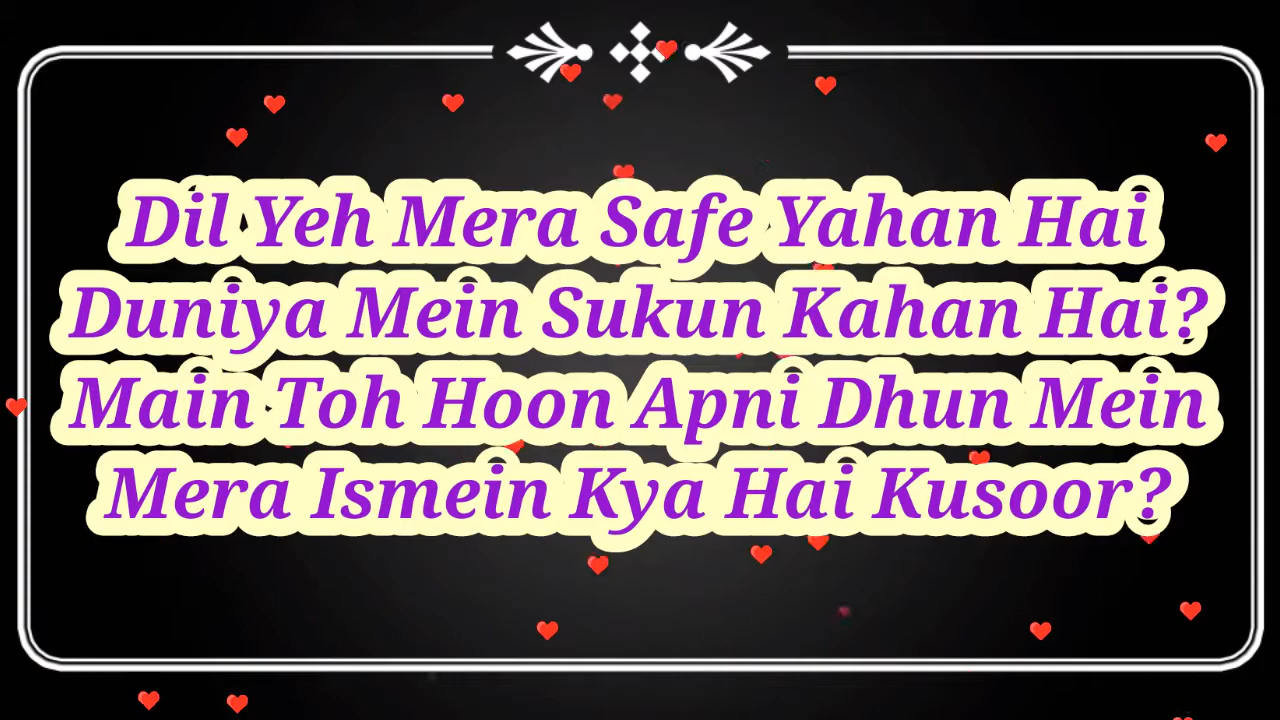 Dil Yeh Mera Safe Yahan Hai
Duniya Mein Sukun Kahan Hai?
Main Toh Hoon Apni Dhun Mein
Mera Ismein Kya Hai Kusoor?